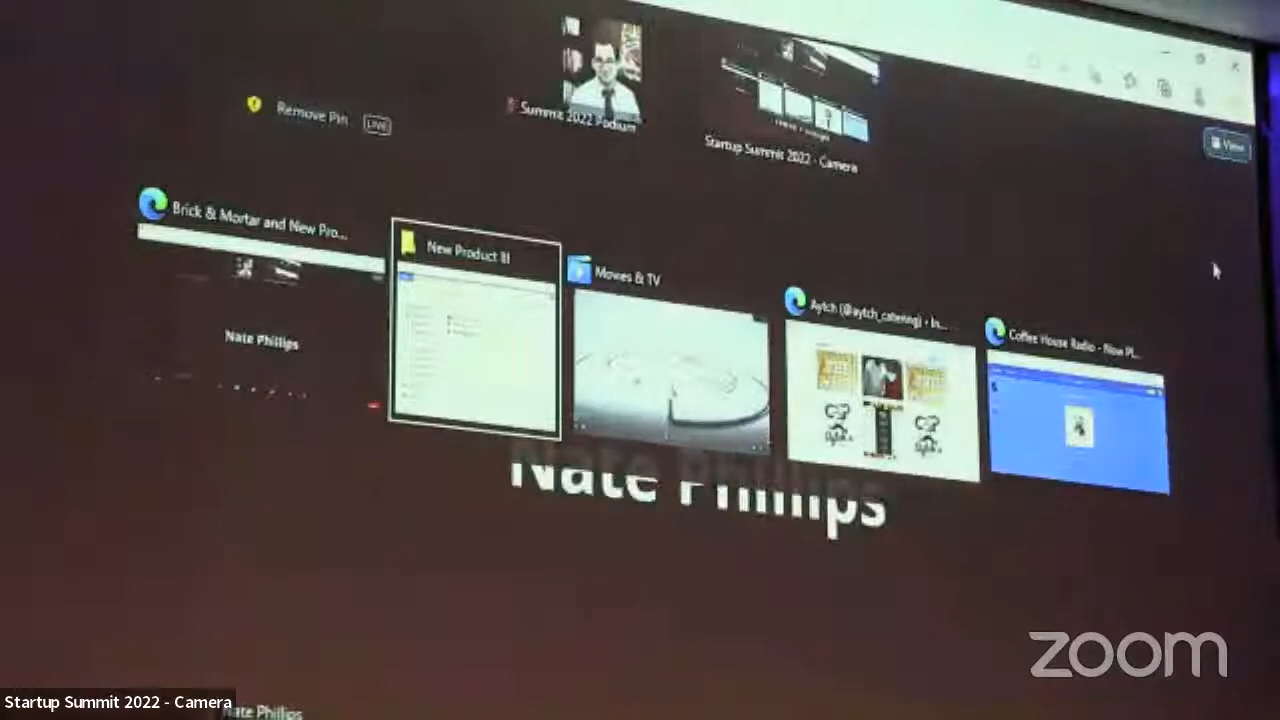 Remove Pin LIVE
Summit 2022 Podium
Startup Summit 2022 - Camera
View
Brick & Mortar and New Pro...
New Product BI
Movies & TV
Aytch (@aytch_catering) • In...
Coffee House Radio - Now Pl...
Nate Phillips
Nate Phillips
zoom
Startup Summit 2022 - Camera
Nate Phillips